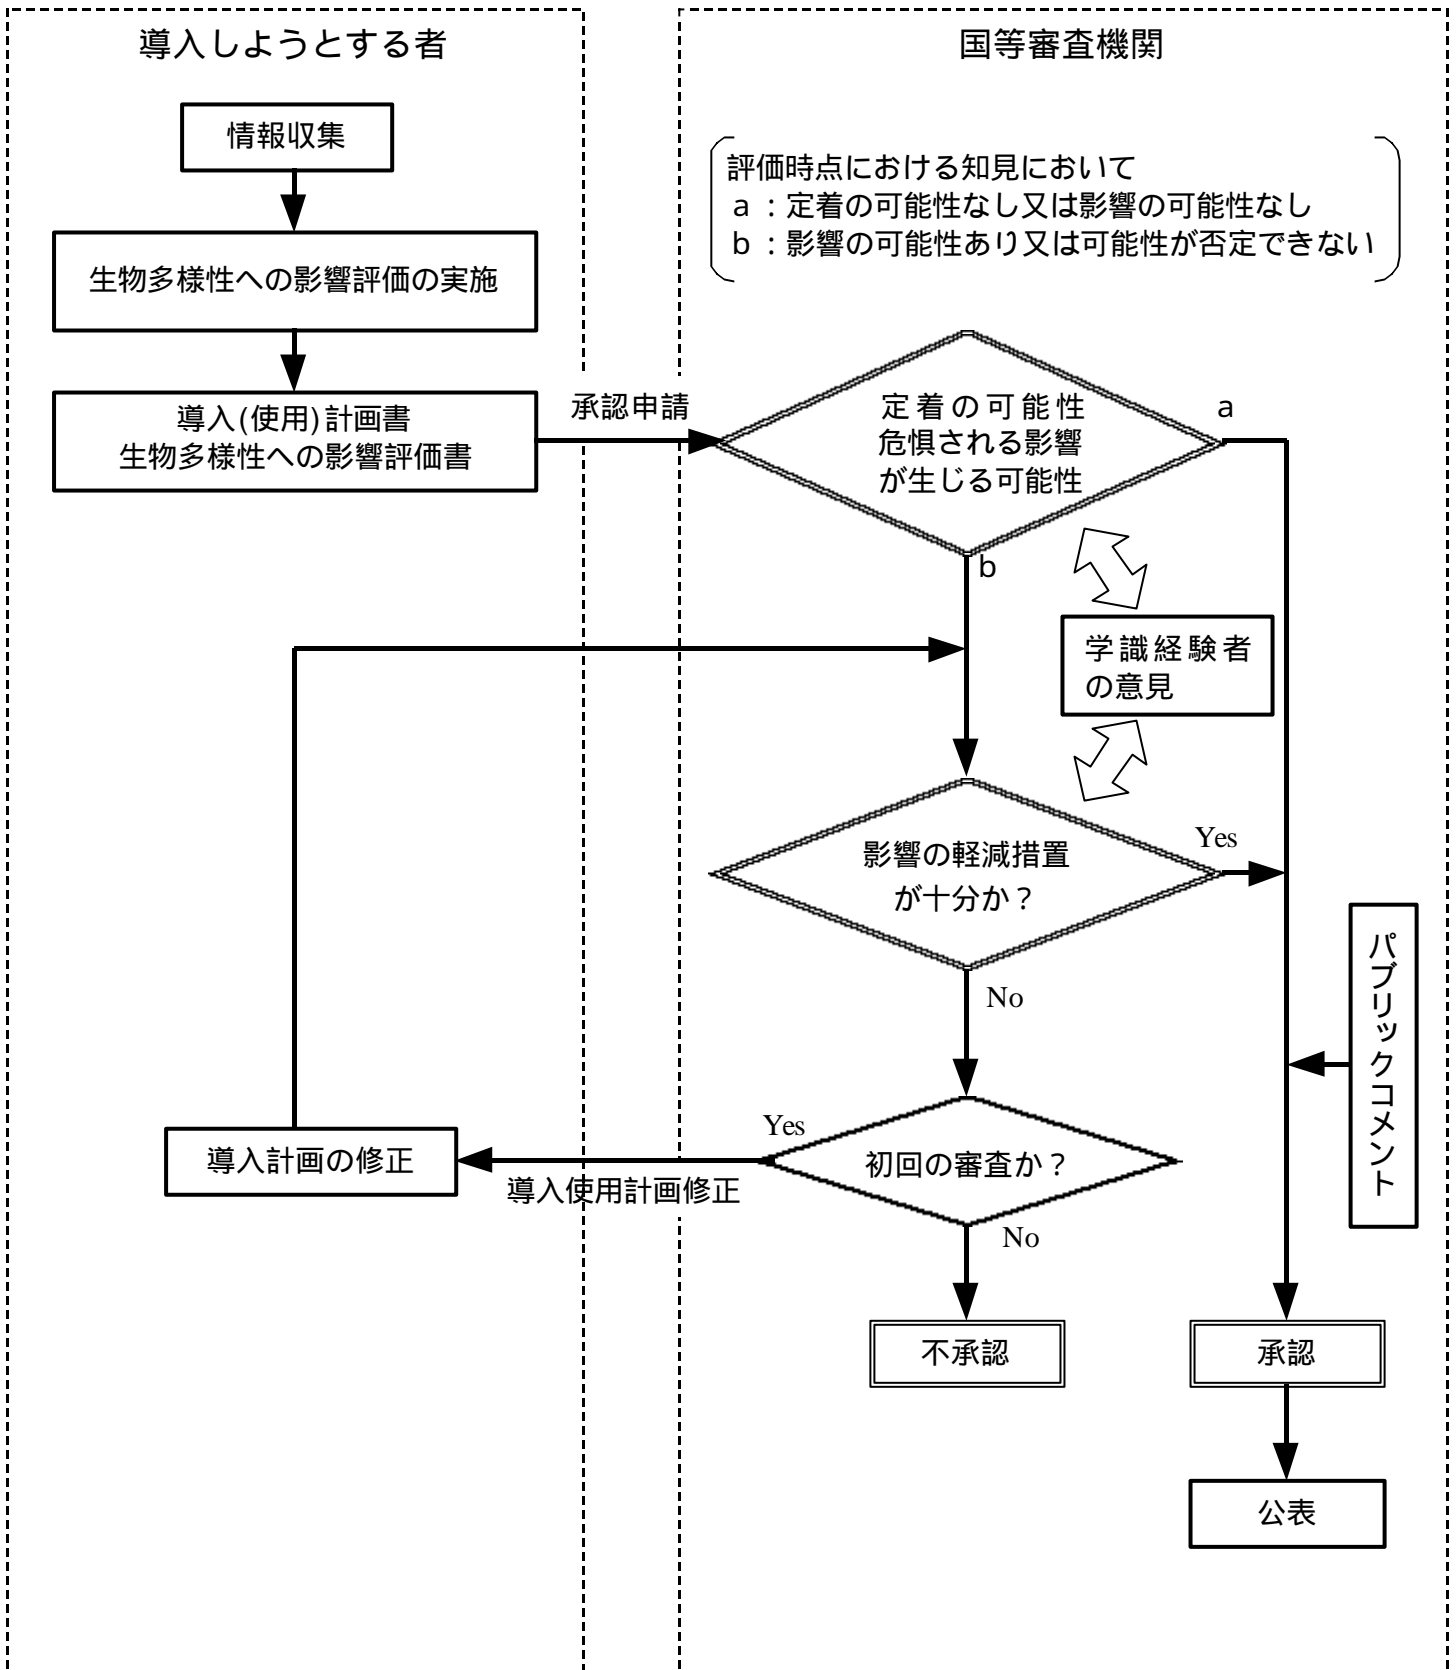 導入しようとする者
情報収集
生物多様性への影響評価の実施
導入(使用)計画書
生物多様性への影響評価書
承認申請
国等審査機関
評価時点における知見において
a：定着の可能性なし又は影響の可能性なし
b：影響の可能性あり又は可能性が否定できない
定着の可能性
危惧される影響
が生じる可能性
a
b
学識経験者
の意見
影響の軽減措置
が十分か？
Yes
No
パブリックコメント
初回の審査か？
Yes
導入使用計画修正
導入計画の修正
No
不承認
承認
公表